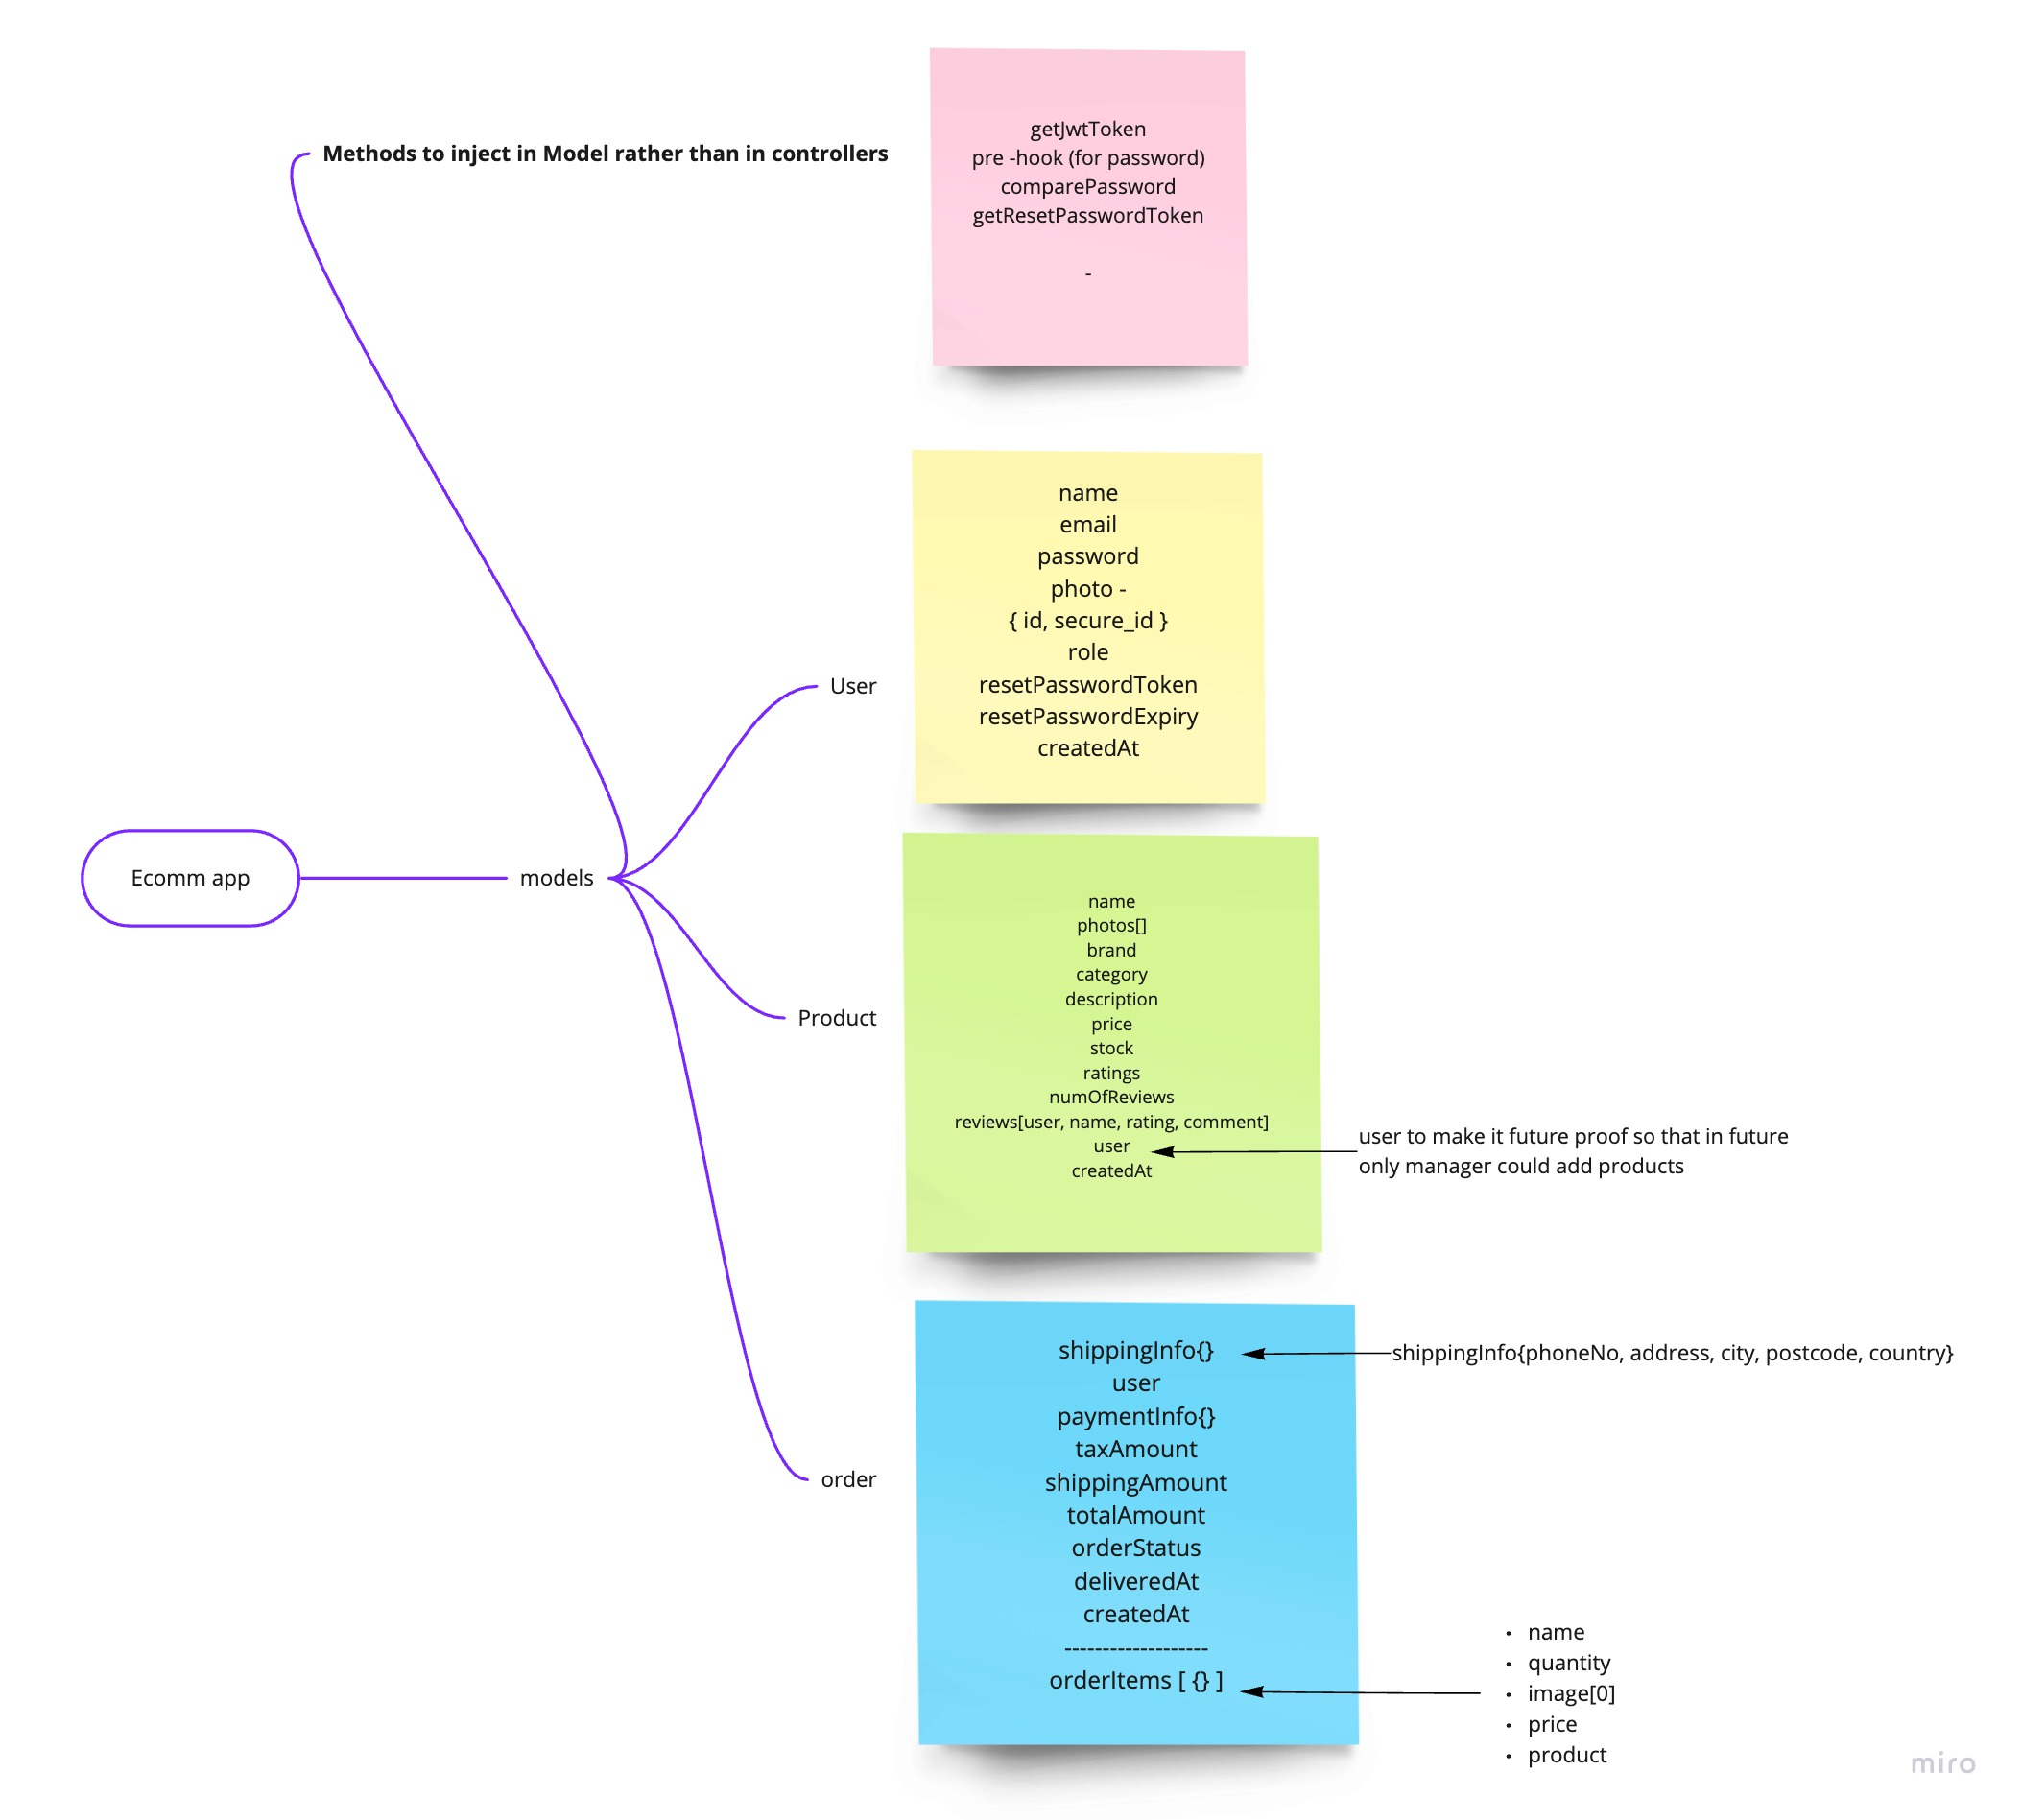 Methods to inject in Model rather than in controllers
getJwtToken
pre -hook (for password)
comparePassword
getResetPasswordToken
-
Ecomm app
models
User
name
email
password
photo -
{ id, secure_id }
role
resetPasswordToken
resetPasswordExpiry
createdAt
Product
name
photos[]
brand
category
description
price
stock
ratings
numOfReviews
reviews[user, name, rating, comment]
user
createdAt
user to make it future proof so that in future
only manager could add products
order
shippingInfo{}
user
paymentInfo{}
taxAmount
shippingAmount
totalAmount
orderStatus
deliveredAt
createdAt
-------------------
orderItems [ {} ]
shippingInfo{phoneNo, address, city, postcode, country}
• name
• quantity
• image[0]
• price
• product
miro